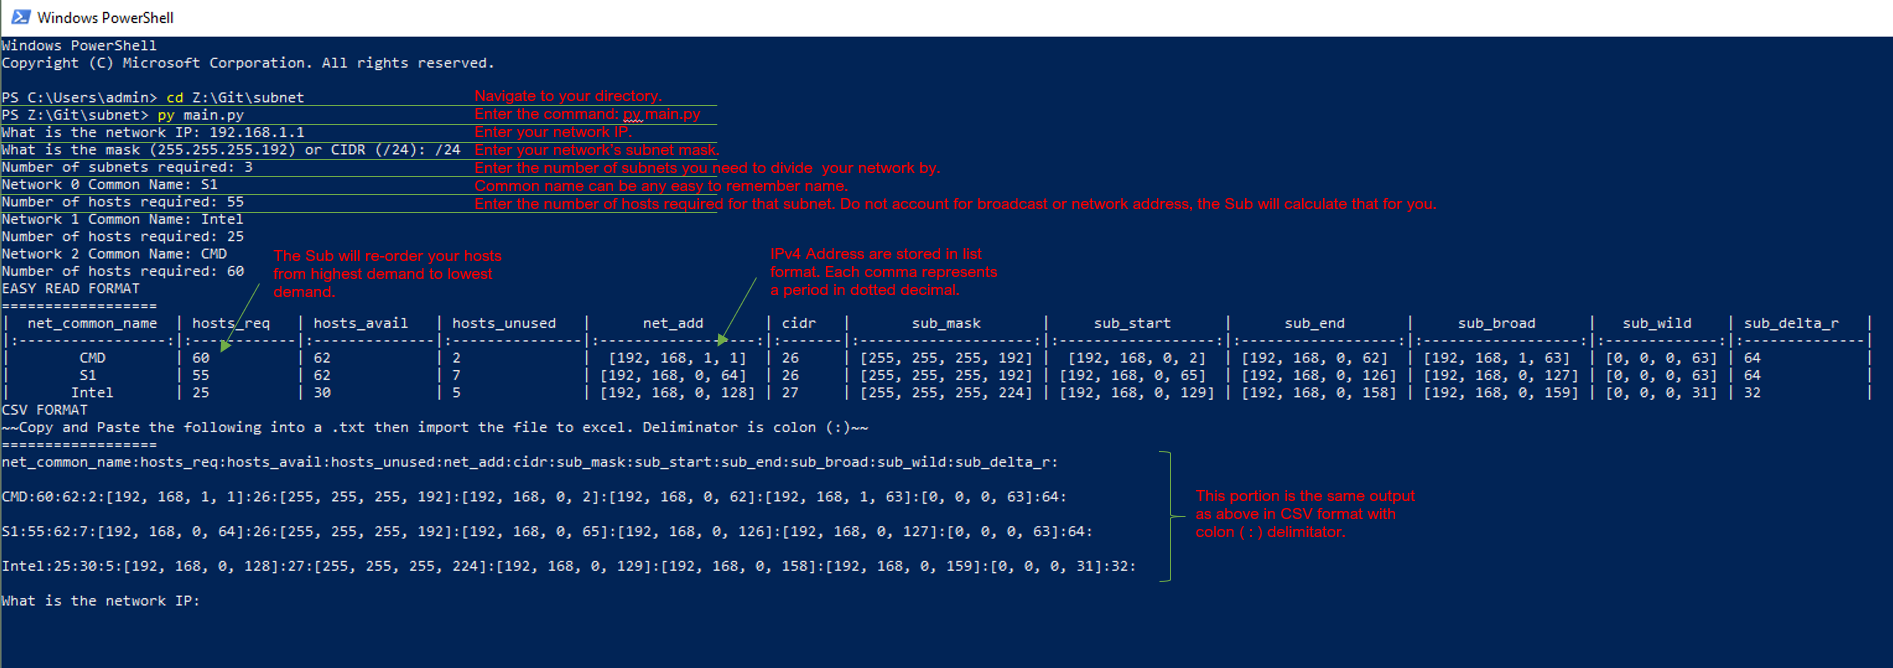 Windows PowerShell
Windows PowerShell
Copyright (C) Microsoft Corporation. All rights reserved.
PS C:\Users\admin> cd Z:\Git\subnet
Navigate to your directory.
PS Z:\Git\subnet> py main.py
Enter the command: py main.py
What is the network IP: 192.168.1.1
Enter your network IP.
What is the mask (255.255.255.192) or CIDR (/24): /24
Enter your network's subnet mask.
Number of subnets required: 3
Enter the number of subnets you need to divide  your network by.
Network 0 Common Name: S1
Common name can be any easy to remember name.
Number of hosts required: 55
Enter the number of hosts required for that subnet. Do not account for broadcast or network address, the Sub will calculate that for you.
Network 1 Common Name: Intel
Number of hosts required: 25
Network 2 Common Name: CMD
Number of hosts required: 60
The Sub will re-order your hosts
from highest demand to lowest
demand.
IPv4 Address are stored in list
format. Each comma represents
a period in dotted decimal.
EASY READ FORMAT
==================
| net_common_name | hosts_req | hosts_avail | hosts_unused | net_add | cidr | sub_mask | sub_start | sub_end | sub_broad | sub_wild | sub_delta_r |
|:-----------------:|:------------|:---------------|:----------------|:------------------:|:-------|:--------------------:|:-------------------:|:-------------------:|:-------------------:|:-------------:|:--------------|
| CMD | 60 | 62 | 2 | [192, 168, 1, 1] | 26 | [255, 255, 255, 192] | [192, 168, 0, 2] | [192, 168, 0, 62] | [192, 168, 1, 63] | [0, 0, 0, 63] | 64 |
| S1 | 55 | 62 | 7 | [192, 168, 0, 64] | 26 | [255, 255, 255, 192] | [192, 168, 0, 65] | [192, 168, 0, 126] | [192, 168, 0, 127] | [0, 0, 0, 63] | 64 |
| Intel | 25 | 30 | 5 | [192, 168, 0, 128] | 27 | [255, 255, 255, 224] | [192, 168, 0, 129] | [192, 168, 0, 158] | [192, 168, 0, 159] | [0, 0, 0, 31] | 32 |
CSV FORMAT
~~Copy and Paste the following into a .txt then import the file to excel. Deliminator is colon (:)~~
==================
net_common_name:hosts_req:hosts_avail:hosts_unused:net_add:cidr:sub_mask:sub_start:sub_end:sub_broad:sub_wild:sub_delta_r:
CMD:60:62:2:[192, 168, 1, 1]:26:[255, 255, 255, 192]:[192, 168, 0, 2]:[192, 168, 0, 62]:[192, 168, 1, 63]:[0, 0, 0, 63]:64:
S1:55:62:7:[192, 168, 0, 64]:26:[255, 255, 255, 192]:[192, 168, 0, 65]:[192, 168, 0, 126]:[192, 168, 0, 127]:[0, 0, 0, 63]:64:
Intel:25:30:5:[192, 168, 0, 128]:27:[255, 255, 255, 224]:[192, 168, 0, 129]:[192, 168, 0, 158]:[192, 168, 0, 159]:[0, 0, 0, 31]:32:
This portion is the same output
as above in CSV format with
colon ( : ) delimitator.
What is the network IP: